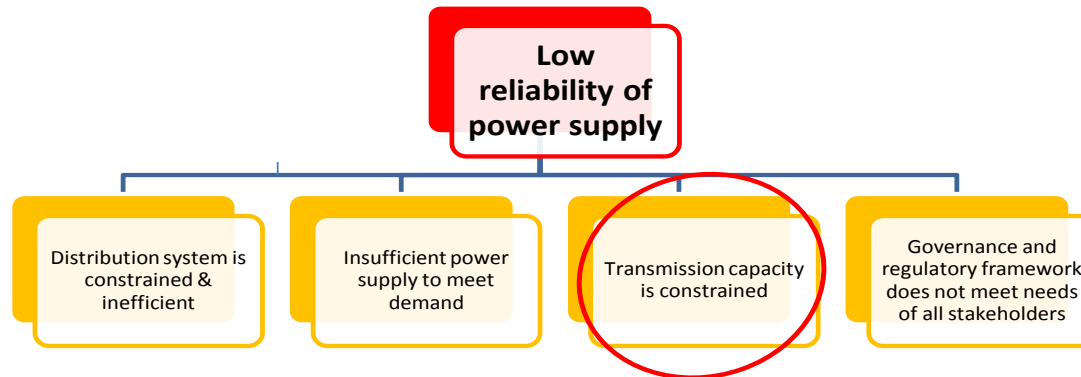 Low
reliability of
power supply
Distribution system is
constrained &
inefficient
Insufficient power
supply to meet
demand
Transmission capacity
is constrained
Governance and
regulatory framework
does not meet needs
of all stakeholders